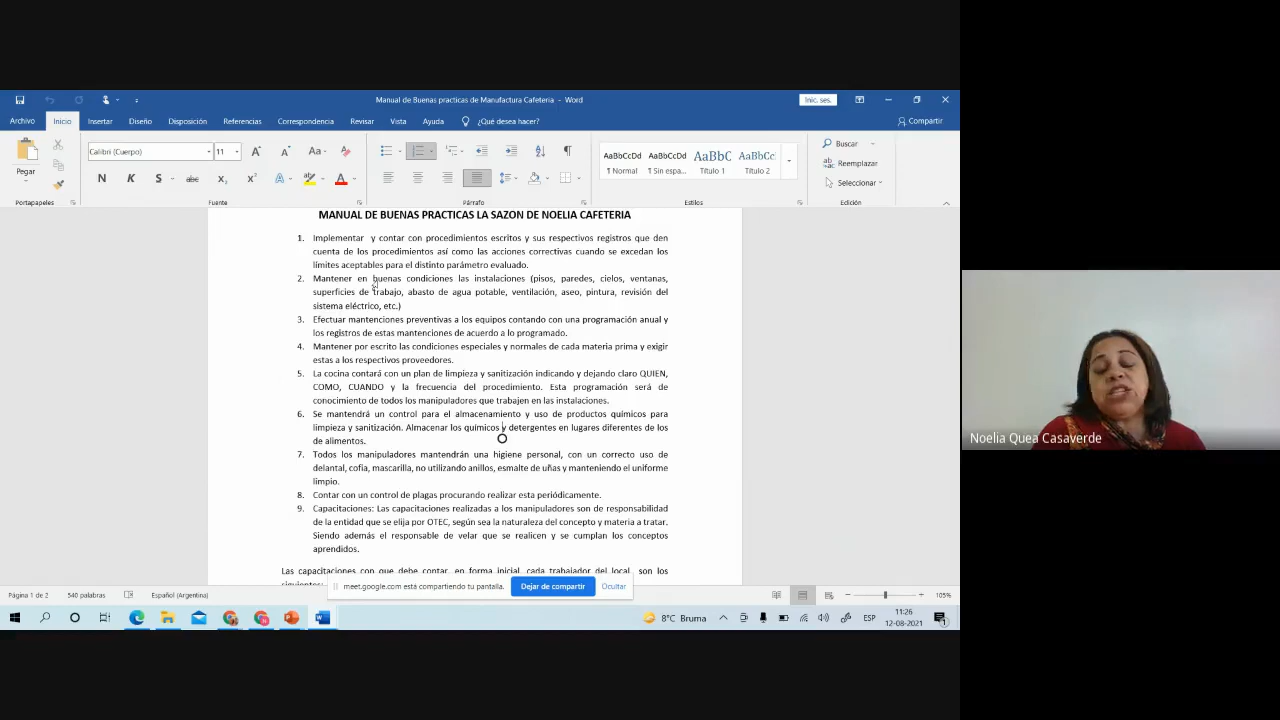 Manual de Buenas practicas de Manufactura Cafeteria - Word
Inic. ses.
Archivo Inicio Insertar Diseño Disposición Referencias Correspondencia Revisar Vista Ayuda ¿Qué desea hacer? Compartir
Pegar
Calibri (Cuerpo) 11
N K S abc x₂ x² A A
Aa
AaBbCcDd AaBbCcDd AaBbC AaBbCc
¶ Normal ¶ Sin espa... Título 1 Título 2
Buscar
Reemplazar
Seleccionar
Portapapeles Fuente Párrafo Estilos Edición
MANUAL DE BUENAS PRACTICAS LA SAZON DE NOELIA CAFETERIA
1. Implementar y contar con procedimientos escritos y sus respectivos registros que den
cuenta de los procedimientos así como las acciones correctivas cuando se excedan los
límites aceptables para el distinto parámetro evaluado.
2. Mantener en buenas condiciones las instalaciones (pisos, paredes, cielos, ventanas,
superficies de trabajo, abasto de agua potable, ventilación, aseo, pintura, revisión del
sistema eléctrico, etc.)
3. Efectuar mantenciones preventivas a los equipos contando con una programación anual y
los registros de estas mantenciones de acuerdo a lo programado.
4. Mantener por escrito las condiciones especiales y normales de cada materia prima y exigir
estas a los respectivos proveedores.
5. La cocina contará con un plan de limpieza y sanitización indicando y dejando claro QUIEN,
COMO, CUANDO y la frecuencia del procedimiento. Esta programación será de
conocimiento de todos los manipuladores que trabajen en las instalaciones.
6. Se mantendrá un control para el almacenamiento y uso de productos químicos para
limpieza y sanitización. Almacenar los químicos y detergentes en lugares diferentes de los
de alimentos.
7. Todos los manipuladores mantendrán una higiene personal, con un correcto uso de
delantal, cofia, mascarilla, no utilizando anillos, esmalte de uñas y manteniendo el uniforme
limpio.
8. Contar con un control de plagas procurando realizar esta periódicamente.
9. Capacitaciones: Las capacitaciones realizadas a los manipuladores son de responsabilidad
de la entidad que se elija por OTEC, según sea la naturaleza del concepto y materia a tratar.
Siendo además el responsable de velar que se realicen y se cumplan los conceptos
aprendidos.
Las capacitaciones con que debe contar, en forma inicial, cada trabajador del local, son los
siguientes:
meet.google.com está compartiendo tu pantalla. Dejar de compartir Ocultar
Página 1 de 2 540 palabras Español (Argentina) 105%
8°C Bruma ESP 11:26
12-08-2021
Noelia Quea Casaverde